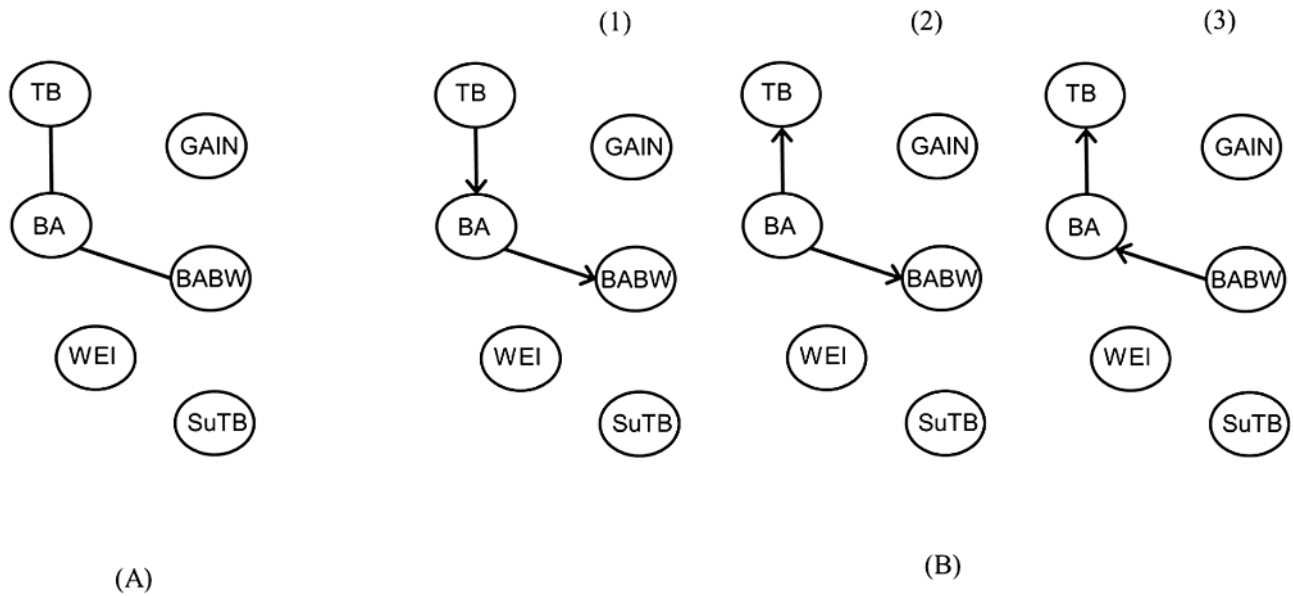 (1) (2) (3)
TB TB TB TB
GAIN GAIN GAIN GAIN
BA BA BA BA
BABW BABW BABW BABW
WEI WEI WEI WEI
SuTB SuTB SuTB SuTB
(A) (B)